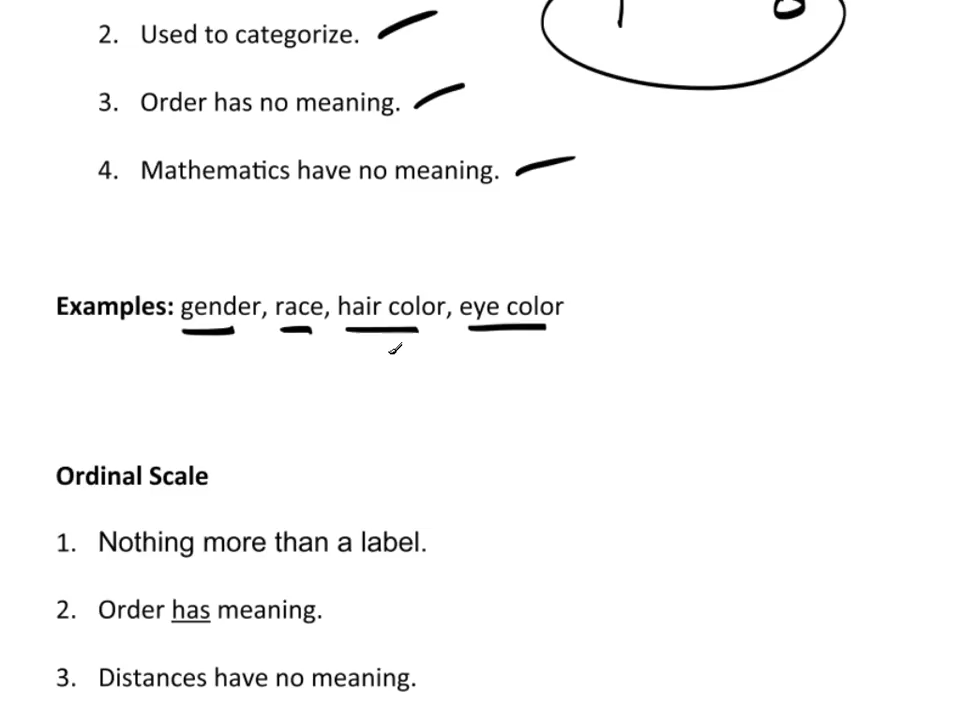 2. Used to categorize.
3. Order has no meaning.
4. Mathematics have no meaning.
Examples: gender, race, hair color, eye color
Ordinal Scale
1. Nothing more than a label.
2. Order has meaning.
3. Distances have no meaning.